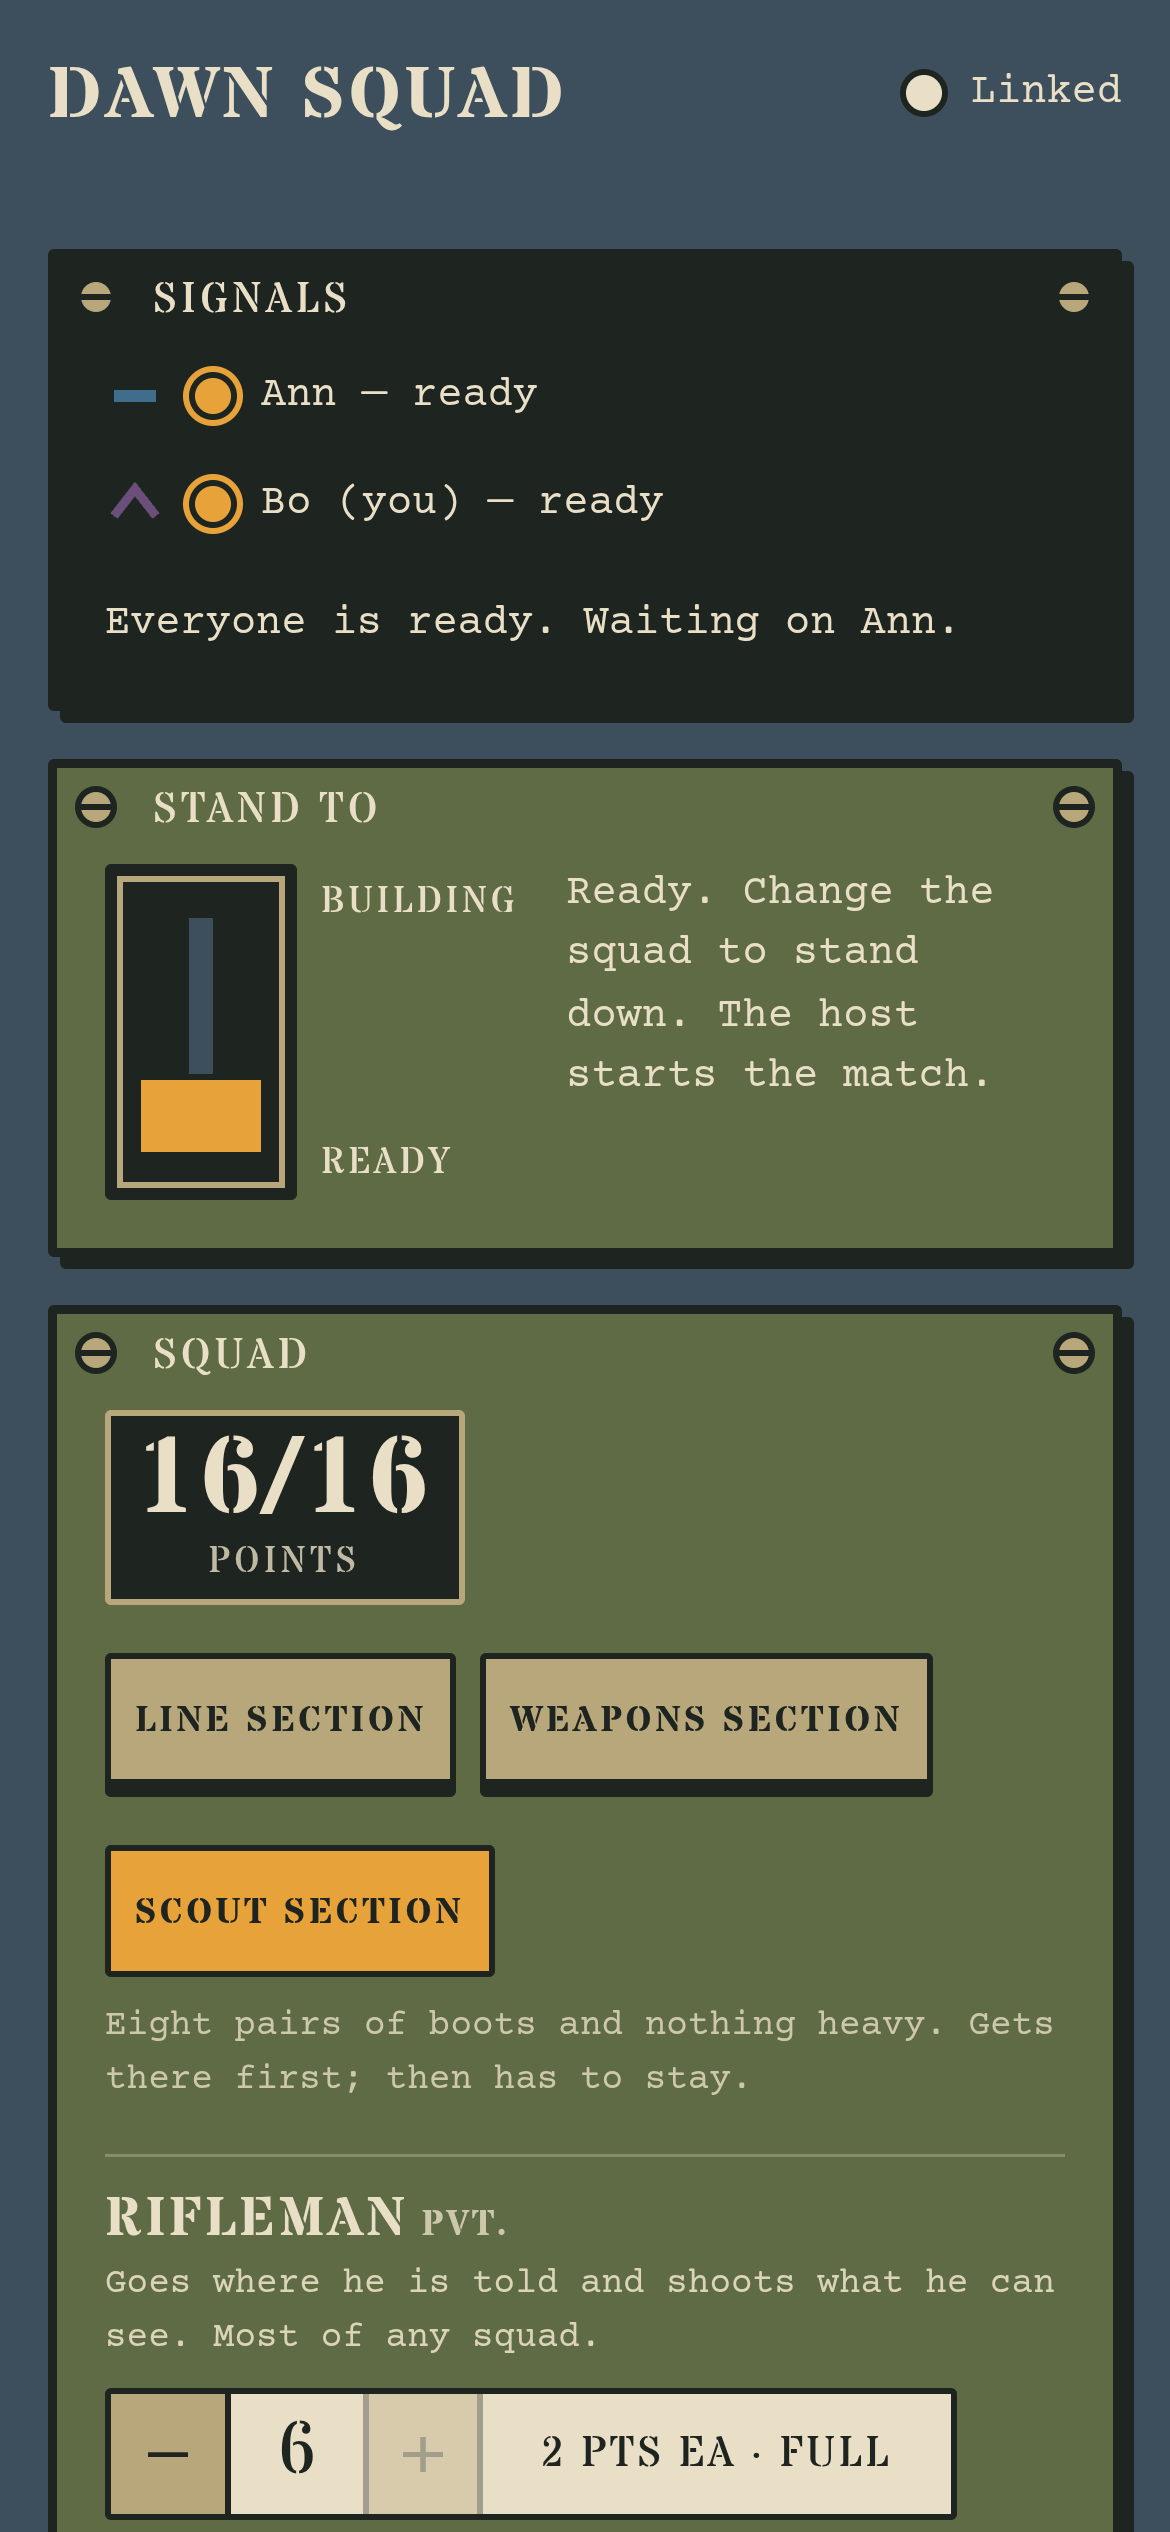 DAWN SQUAD
Linked
SIGNALS
Ann — ready
Bo (you) — ready
Everyone is ready. Waiting on Ann.
STAND TO
BUILDING
READY
Ready. Change the
squad to stand
down. The host
starts the match.
SQUAD
16/16
POINTS
LINE SECTION
WEAPONS SECTION
SCOUT SECTION
Eight pairs of boots and nothing heavy. Gets
there first; then has to stay.
RIFLEMAN PVT.
Goes where he is told and shoots what he can
see. Most of any squad.
— 6 + 2 PTS EA · FULL